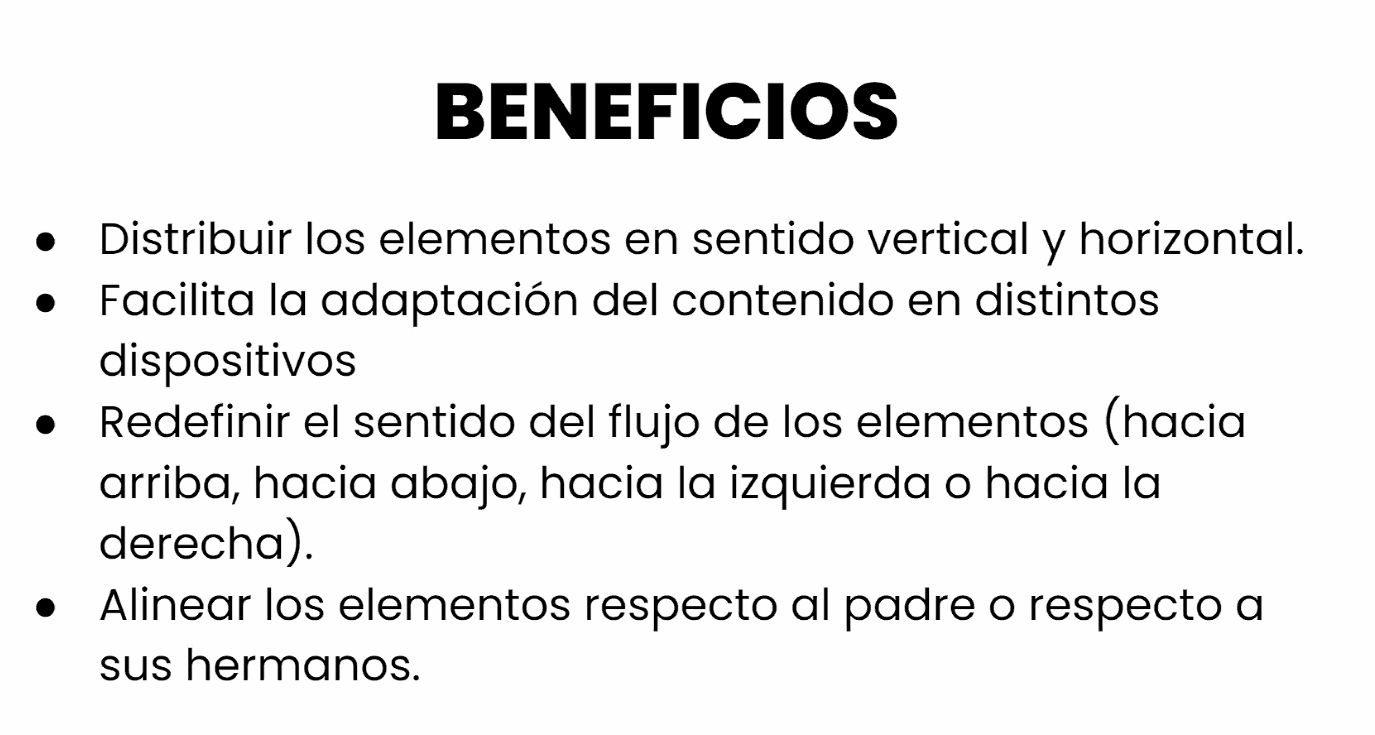 BENEFICIOS
● Distribuir los elementos en sentido vertical y horizontal.
● Facilita la adaptación del contenido en distintos
dispositivos
● Redefinir el sentido del flujo de los elementos (hacia
arriba, hacia abajo, hacia la izquierda o hacia la
derecha).
● Alinear los elementos respecto al padre o respecto a
sus hermanos.